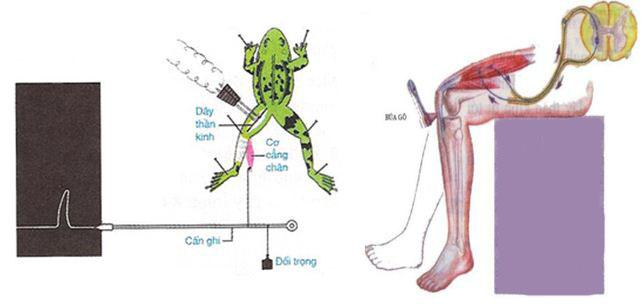 Dây
thần
kinh
Cơ
cẳng
chân
BÚA GÕ
Cần ghi
Đối trọng